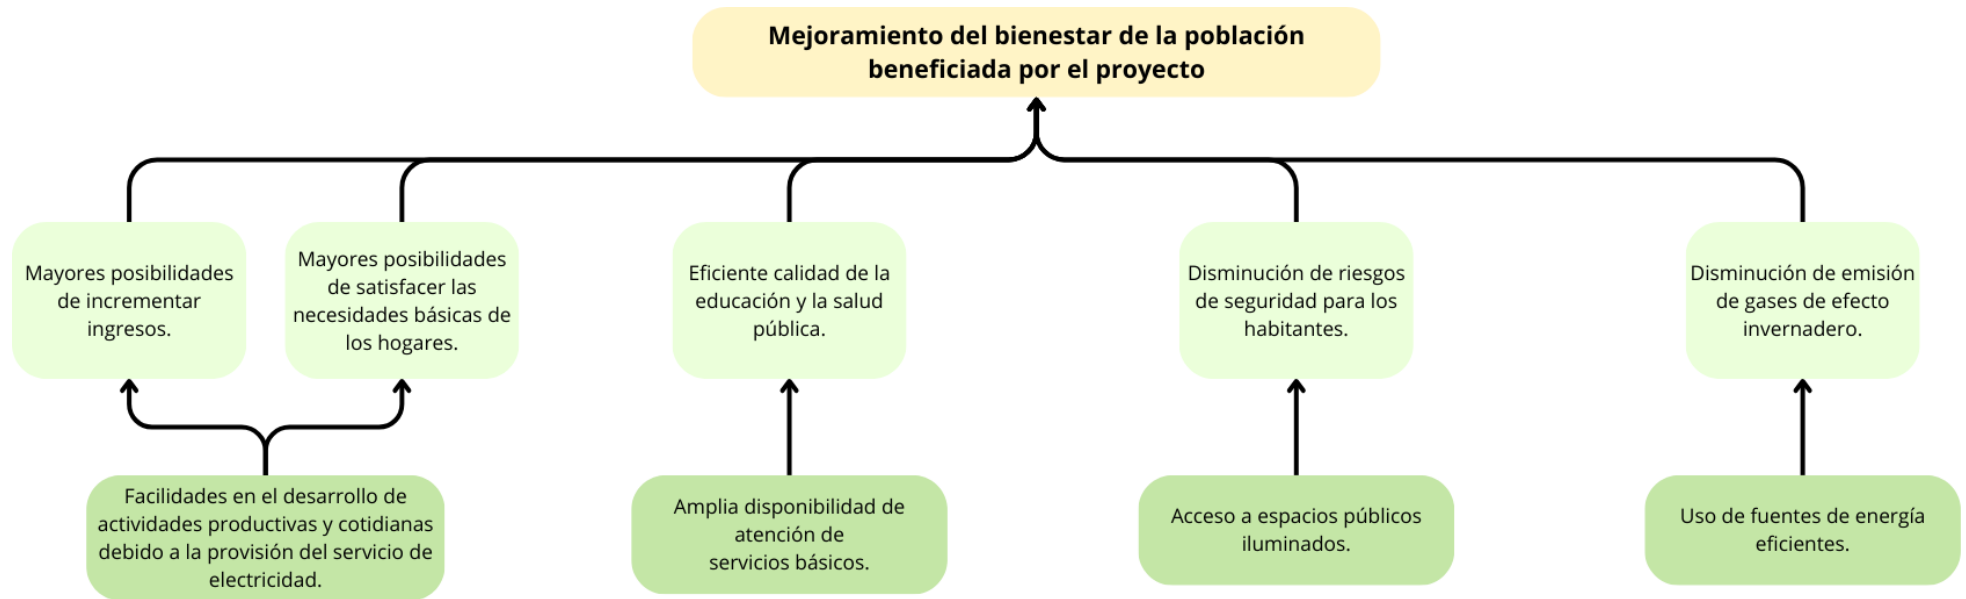 Mejoramiento del bienestar de la población
beneficiada por el proyecto
Mayores posibilidades
de incrementar
ingresos.
Mayores posibilidades
de satisfacer las
necesidades básicas de
los hogares.
Eficiente calidad de la
educación y la salud
pública.
Disminución de riesgos
de seguridad para los
habitantes.
Disminución de emisión
de gases de efecto
invernadero.
Facilidades en el desarrollo de
actividades productivas y cotidianas
debido a la provisión del servicio de
electricidad.
Amplia disponibilidad de
atención de
servicios básicos.
Acceso a espacios públicos
iluminados.
Uso de fuentes de energía
eficientes.